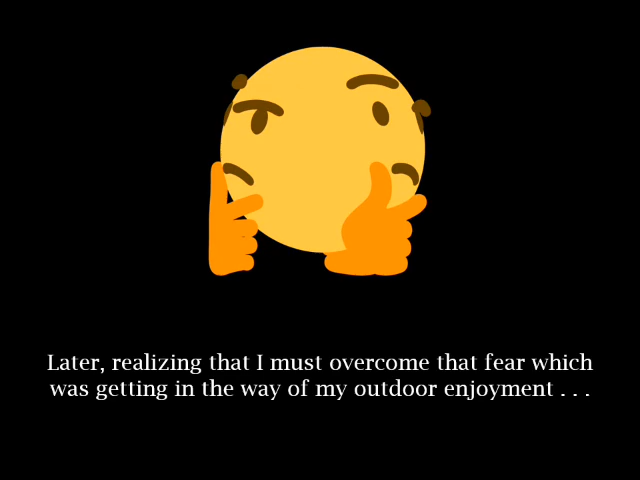 Later, realizing that I must overcome that fear which
was getting in the way of my outdoor enjoyment . . .